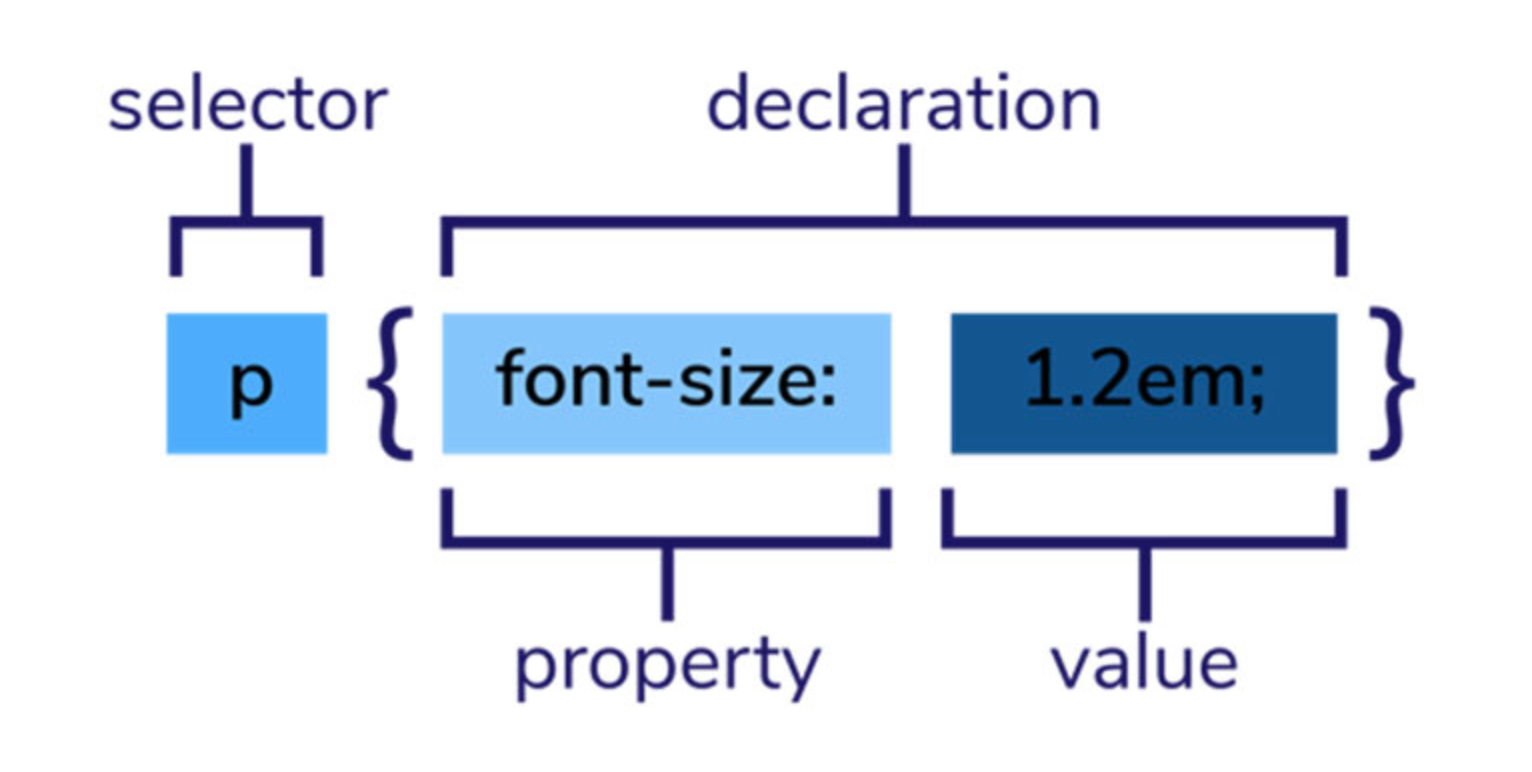 selector declaration
p { font-size: 1.2em; }
property value